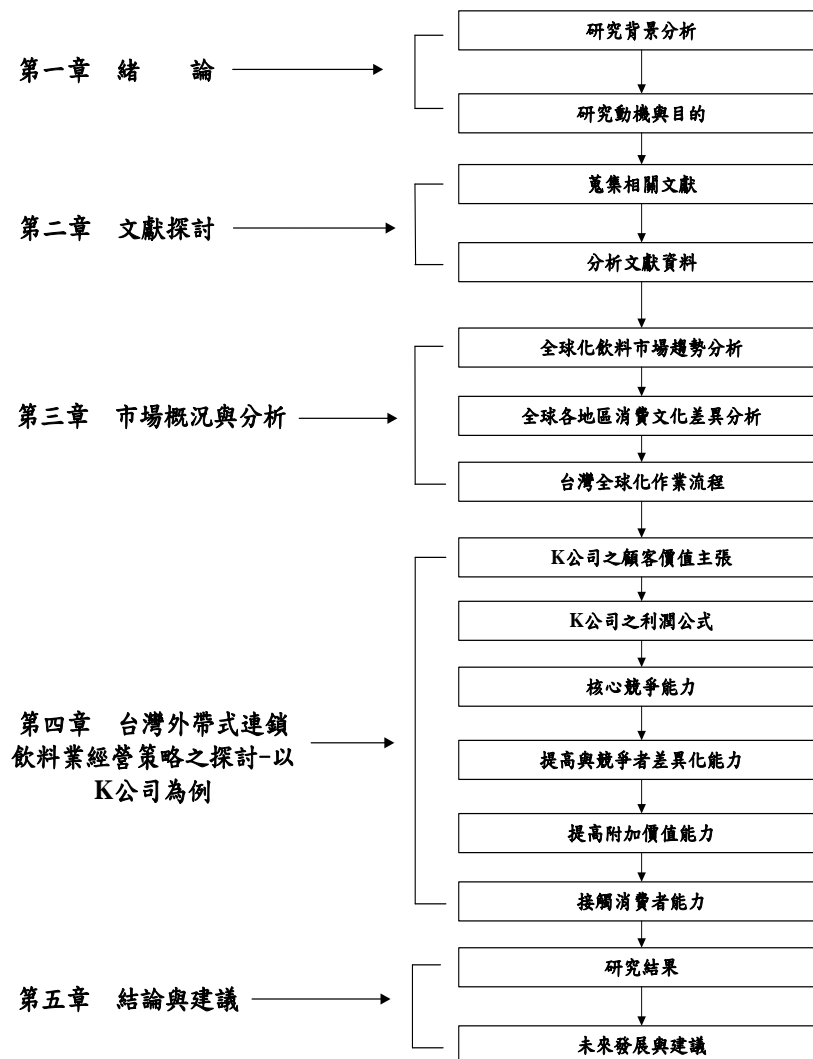 研究背景分析
第一章　緒　　論
研究動機與目的
蒐集相關文獻
第二章　文獻探討
分析文獻資料
全球化飲料市場趨勢分析
第三章　市場概況與分析
全球各地區消費文化差異分析
台灣全球化作業流程
K公司之顧客價值主張
K公司之利潤公式
核心競爭能力
第四章　台灣外帶式連鎖
飲料業經營策略之探討-以
K公司為例
提高與競爭者差異化能力
提高附加價值能力
接觸消費者能力
研究結果
第五章　結論與建議
未來發展與建議